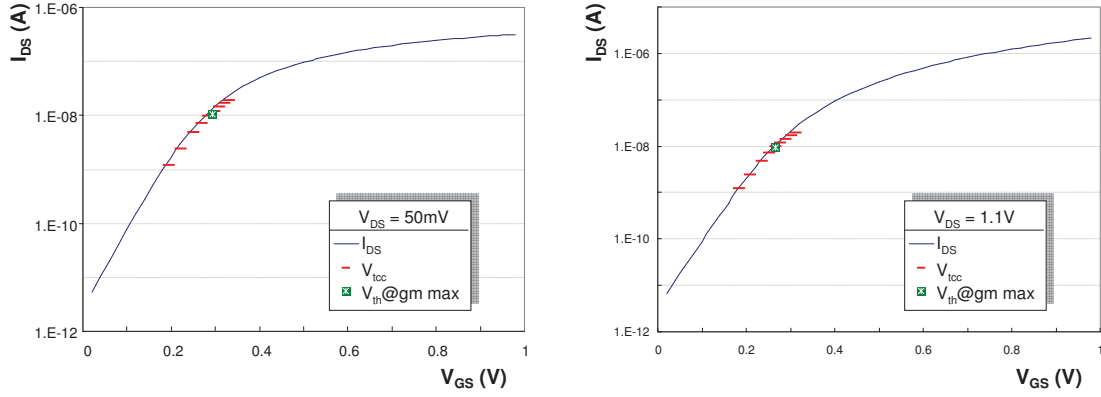 I_DS (A)
1.E-06
1.E-08
1.E-10
1.E-12
V_DS = 50mV
I_DS
V_tcc
V_th@gm max
0 0.2 0.4 0.6 0.8 1
V_GS (V)
I_DS (A)
1.E-06
1.E-08
1.E-10
1.E-12
V_DS = 1.1V
I_DS
V_tcc
V_th@gm max
0 0.2 0.4 0.6 0.8 1
V_GS (V)